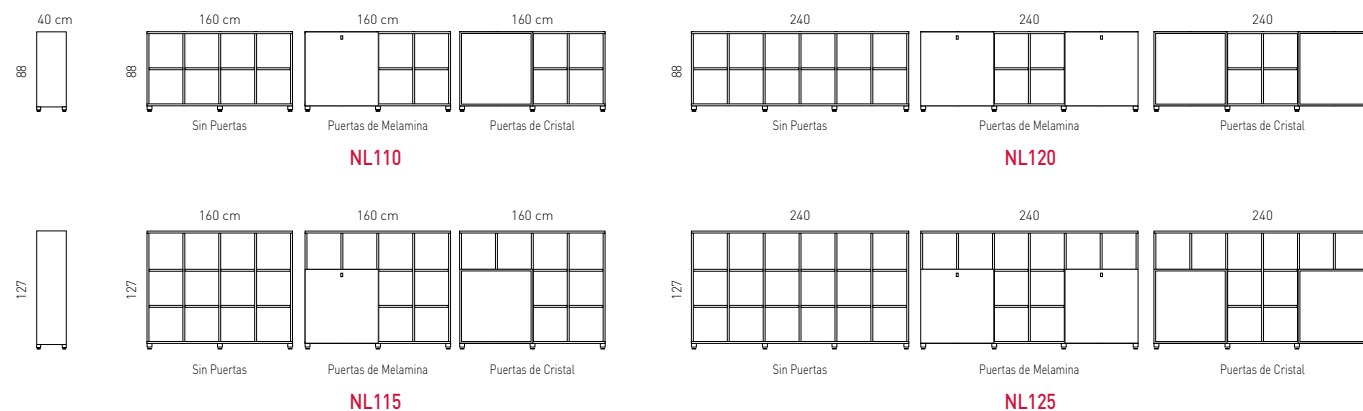 40 cm 160 cm 160 cm 160 cm 240 240 240
88 88 88
Sin Puertas Puertas de Melamina Puertas de Cristal Sin Puertas Puertas de Melamina Puertas de Cristal
NL110 NL120
160 cm 160 cm 160 cm 240 240 240
127 127 127
Sin Puertas Puertas de Melamina Puertas de Cristal Sin Puertas Puertas de Melamina Puertas de Cristal
NL115 NL125